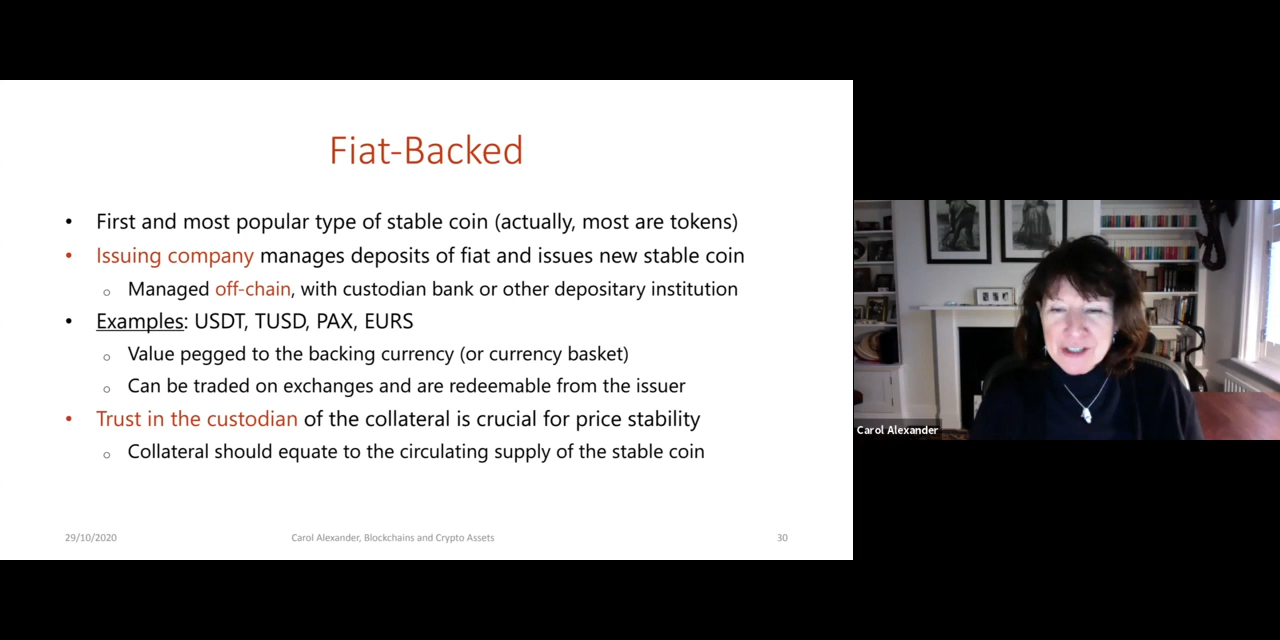 Fiat-Backed
• First and most popular type of stable coin (actually, most are tokens)
• Issuing company manages deposits of fiat and issues new stable coin
○ Managed off-chain, with custodian bank or other depositary institution
• Examples: USDT, TUSD, PAX, EURS
○ Value pegged to the backing currency (or currency basket)
○ Can be traded on exchanges and are redeemable from the issuer
• Trust in the custodian of the collateral is crucial for price stability
○ Collateral should equate to the circulating supply of the stable coin
29/10/2020 Carol Alexander, Blockchains and Crypto Assets 30
Carol Alexander